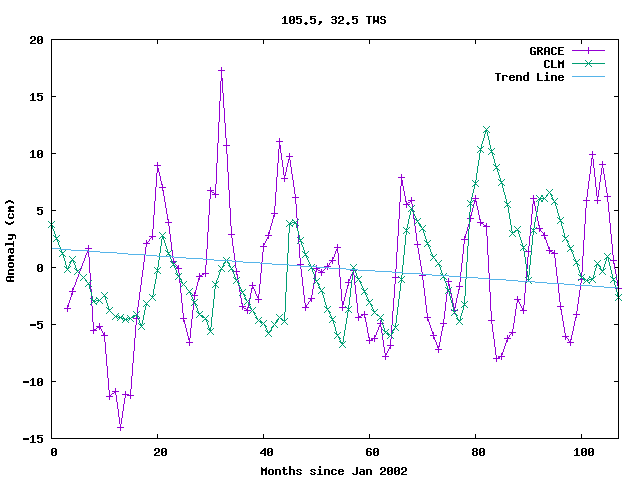 105.5, 32.5 TWS
GRACE
CLM
Trend Line
20
15
10
5
0
-5
-10
-15
Anomaly (cm)
0 20 40 60 80 100
Months since Jan 2002